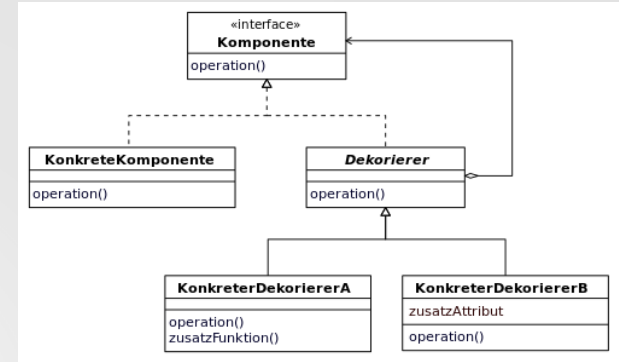 «interface»
Komponente
operation()
KonkreteKomponente
operation()
Dekorierer
operation()
KonkreterDekoriererA
operation()
zusatzFunktion()
KonkreterDekoriererB
zusatzAttribut
operation()